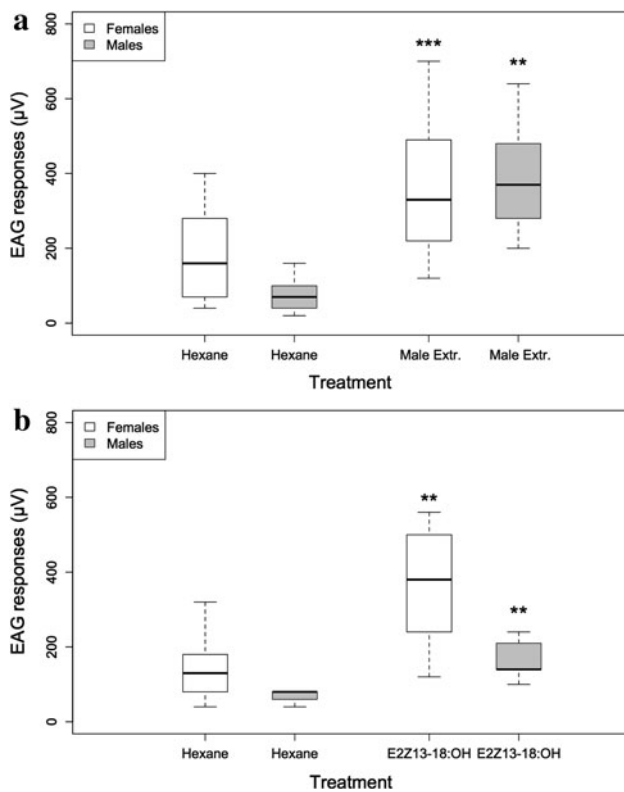 a
Females
Males
EAG responses (µV)
800
600
400
200
0
***
**
Hexane
Hexane
Male Extr.
Male Extr.
Treatment
b
Females
Males
EAG responses (µV)
800
600
400
200
0
**
**
Hexane
Hexane
E2Z13-18:OH
E2Z13-18:OH
Treatment